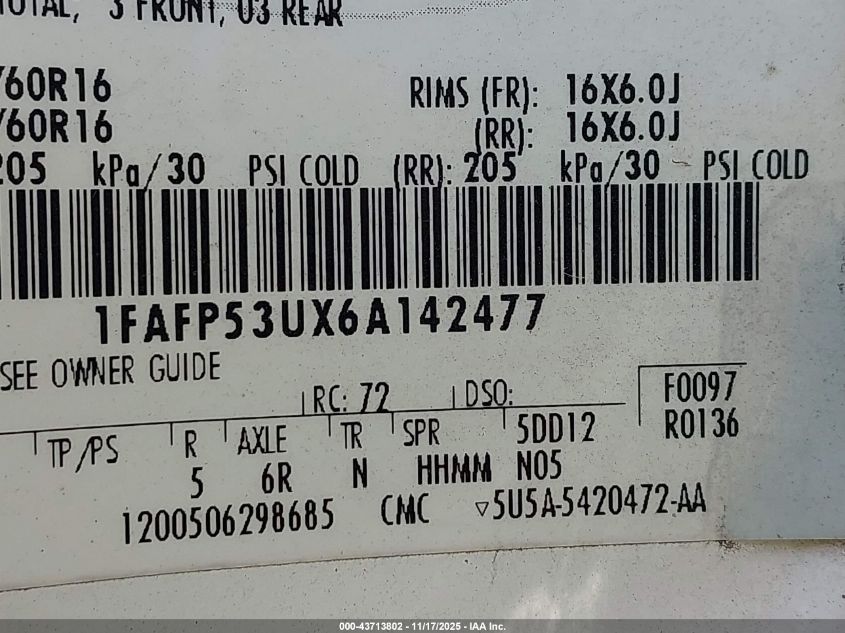 TOTAL, 3 FRONT, 03 REAR
/60R16 RIMS (FR): 16X6.0J
/60R16 (RR): 16X6.0J
205 kPa/30 PSI COLD (RR): 205 kPa/30 PSI COLD
1FAFP53UX6A142477
SEE OWNER GUIDE
RC: 72 DSO: F0097
R0136
TP/PS R AXLE TR SPR 5DD12
5 6R N HHMM N05
1200506298685 CMC ▿5U5A-5420472-AA
000-43713802 - 11/17/2025 - IAA Inc.